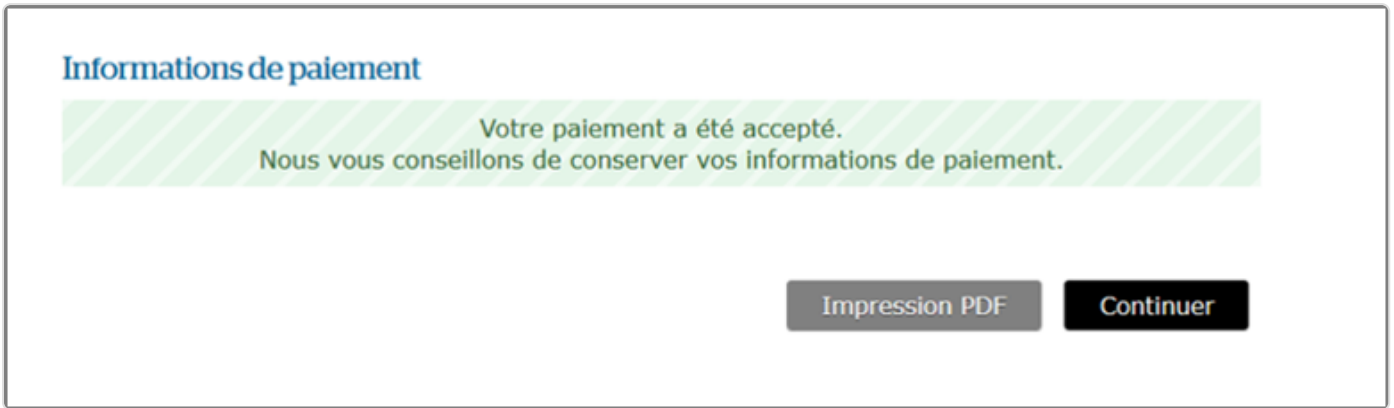 Informations de paiement
Votre paiement a été accepté.
Nous vous conseillons de conserver vos informations de paiement.
Impression PDF
Continuer